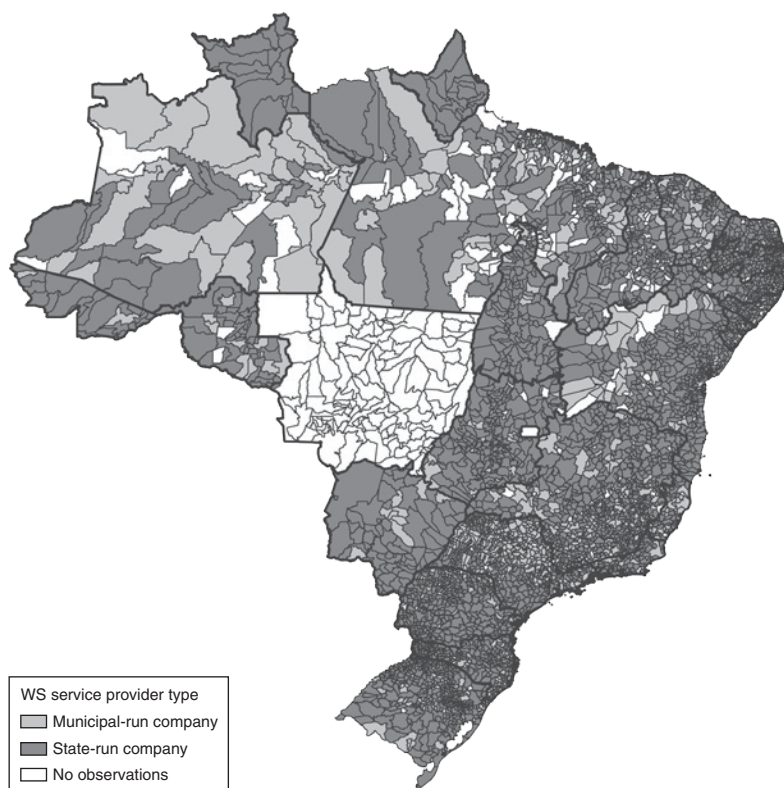 WS service provider type
Municipal-run company
State-run company
No observations